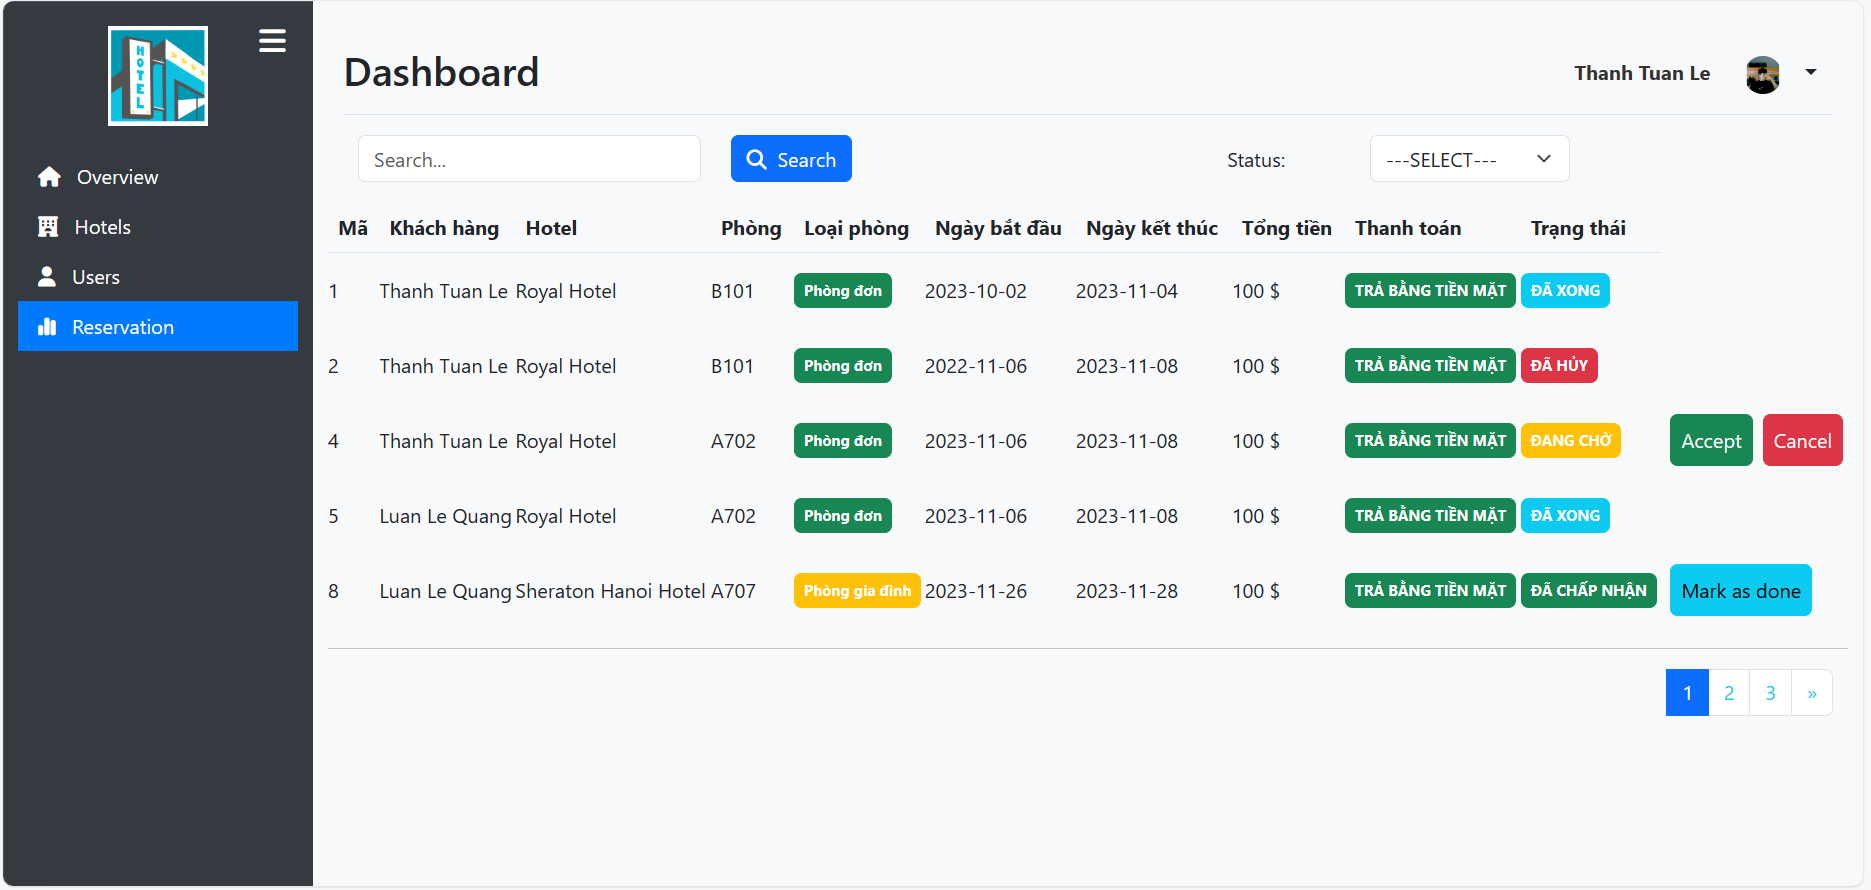 HOTEL
Dashboard
Thanh Tuan Le
Search...
Search
Status:
---SELECT---
Overview
Hotels
Users
Reservation
Mã Khách hàng Hotel Phòng Loại phòng Ngày bắt đầu Ngày kết thúc Tổng tiền Thanh toán Trạng thái
1 Thanh Tuan Le Royal Hotel B101 Phòng đơn 2023-10-02 2023-11-04 100 $ TRẢ BẰNG TIỀN MẶT ĐÃ XONG
2 Thanh Tuan Le Royal Hotel B101 Phòng đơn 2022-11-06 2023-11-08 100 $ TRẢ BẰNG TIỀN MẶT ĐÃ HỦY
4 Thanh Tuan Le Royal Hotel A702 Phòng đơn 2023-11-06 2023-11-08 100 $ TRẢ BẰNG TIỀN MẶT ĐANG CHỜ Accept Cancel
5 Luan Le Quang Royal Hotel A702 Phòng đơn 2023-11-06 2023-11-08 100 $ TRẢ BẰNG TIỀN MẶT ĐÃ XONG
8 Luan Le Quang Sheraton Hanoi Hotel A707 Phòng gia đình 2023-11-26 2023-11-28 100 $ TRẢ BẰNG TIỀN MẶT ĐÃ CHẤP NHẬN Mark as done
1 2 3 »